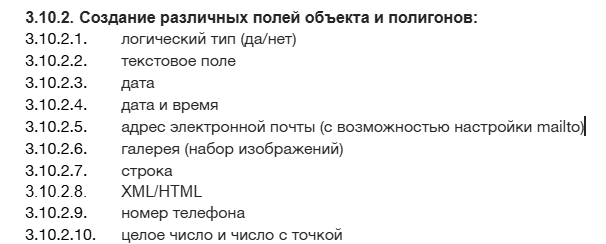 3.10.2. Создание различных полей объекта и полигонов:
3.10.2.1. логический тип (да/нет)
3.10.2.2. текстовое поле
3.10.2.3. дата
3.10.2.4. дата и время
3.10.2.5. адрес электронной почты (с возможностью настройки mailto)
3.10.2.6. галерея (набор изображений)
3.10.2.7. строка
3.10.2.8. XML/HTML
3.10.2.9. номер телефона
3.10.2.10. целое число и число с точкой